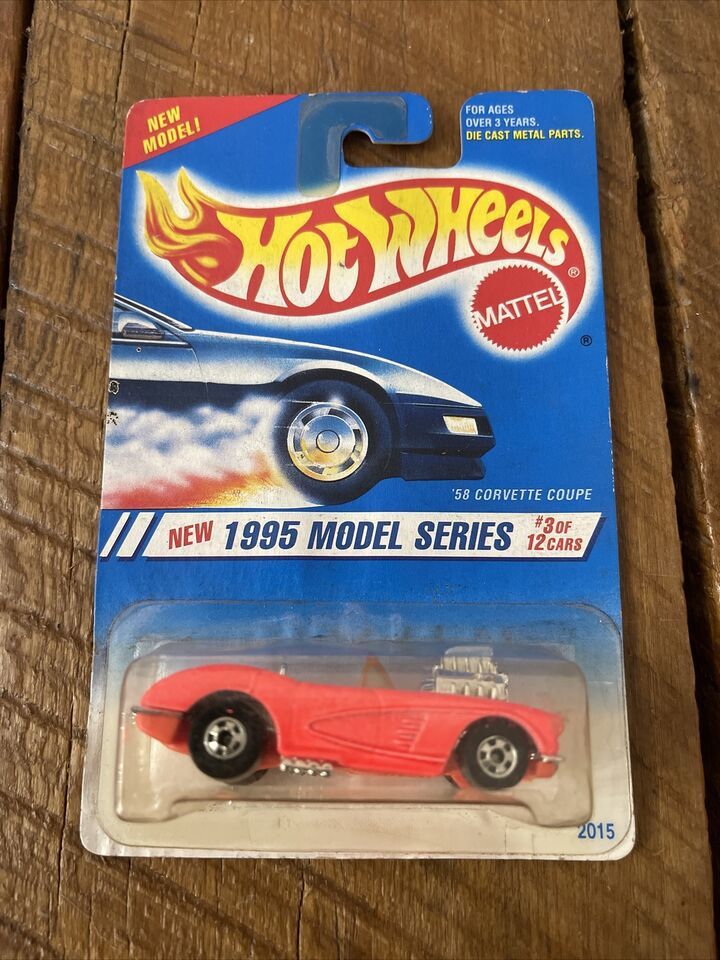 NEW
MODEL!
FOR AGES
OVER 3 YEARS.
DIE CAST METAL PARTS.
HOT WHEELS
®
MATTEL
®
'58 CORVETTE COUPE
NEW 1995 MODEL SERIES #3 OF
12 CARS
2015